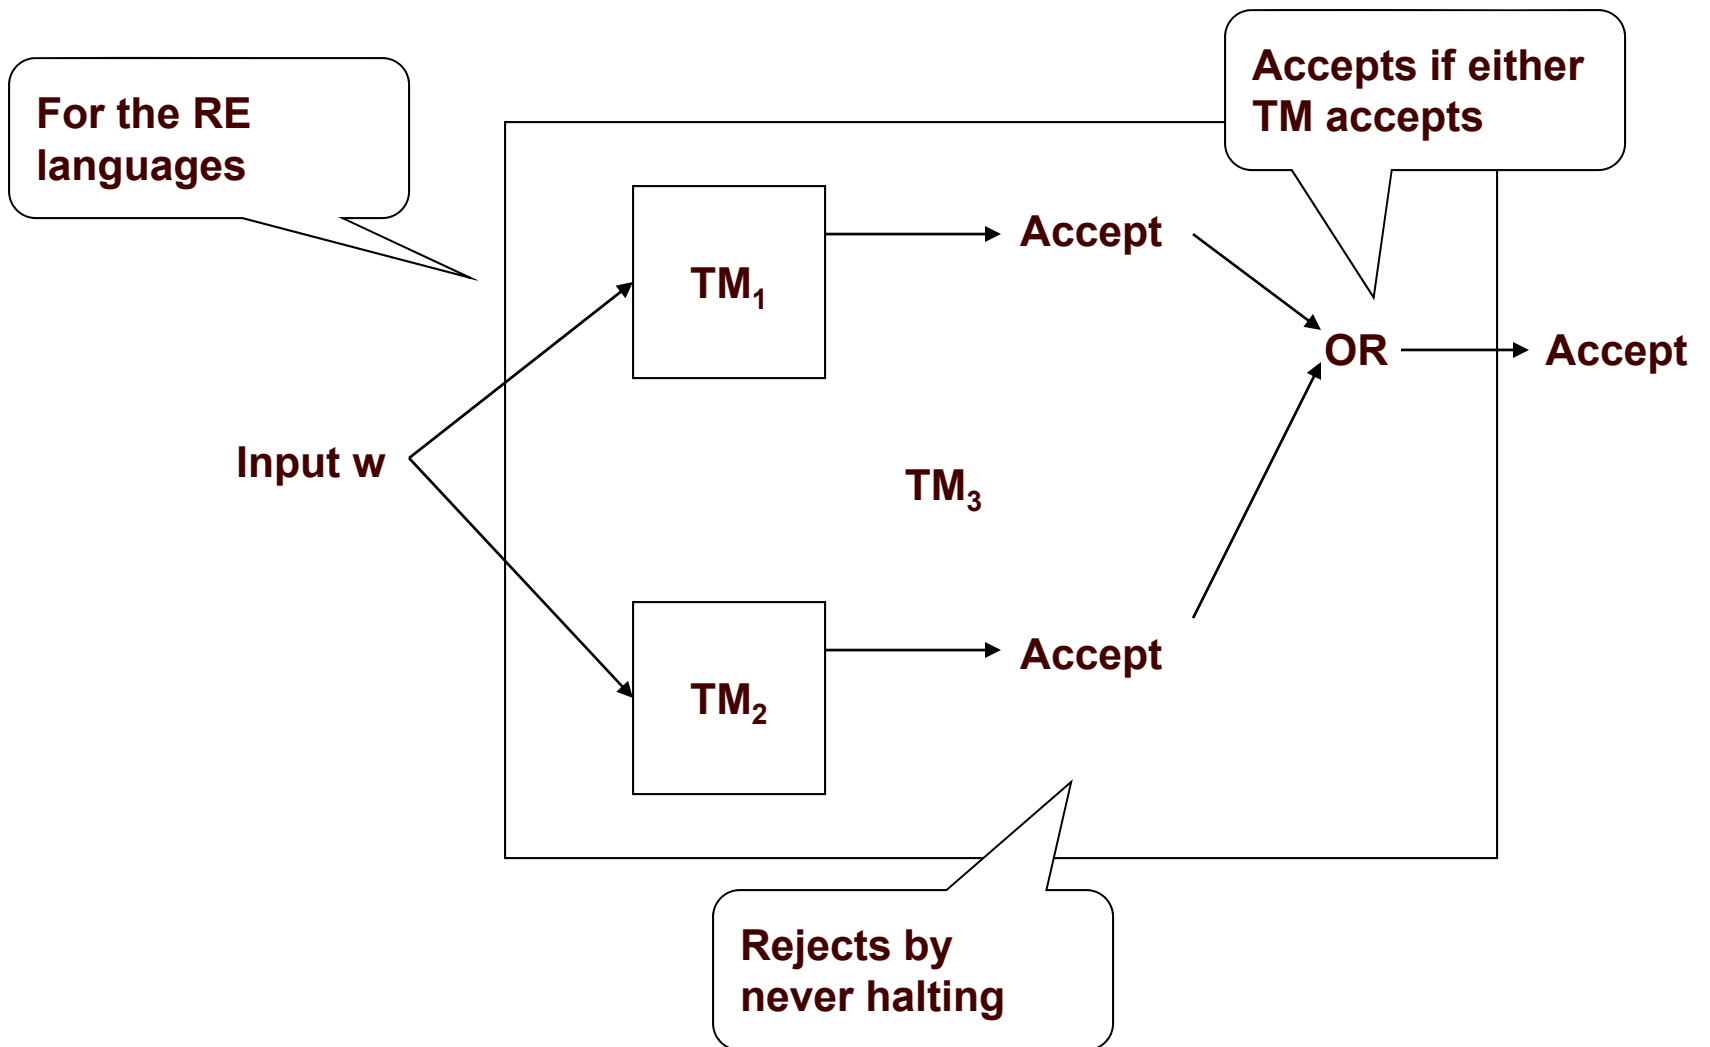 For the RE
languages
Accepts if either
TM accepts
TM₁
Accept
OR
Accept
Input w
TM₃
TM₂
Accept
Rejects by
never halting